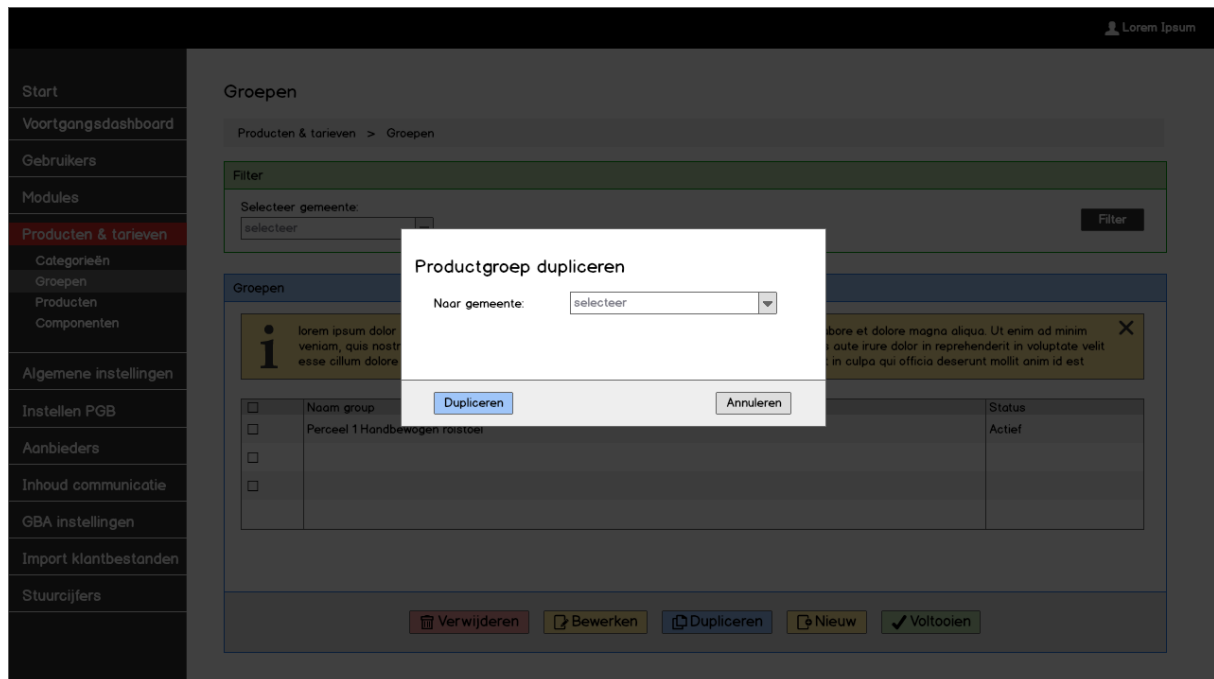 Lorem Ipsum
Start
Voortgangsdashboard
Gebruikers
Modules
Producten & tarieven
Categorieën
Groepen
Producten
Componenten
Algemene instellingen
Instellen PGB
Aanbieders
Inhoud communicatie
GBA instellingen
Import klantbestanden
Stuurcijfers
Groepen
Producten & tarieven > Groepen
Filter
Selecteer gemeente:
selecteer
Filter
Groepen
lorem ipsum dolor
veniam, quis nostr
esse cillum dolore
bore et dolore magna aliqua. Ut enim ad minim
aute irure dolor in reprehenderit in voluptate velit
in culpa qui officia deserunt mollit anim id est
Productgroep dupliceren
Naar gemeente: selecteer
Dupliceren Annuleren
Naam group Status
Perceel 1 Handbewogen rolstoel Actief
Verwijderen Bewerken Dupliceren Nieuw Voltooien